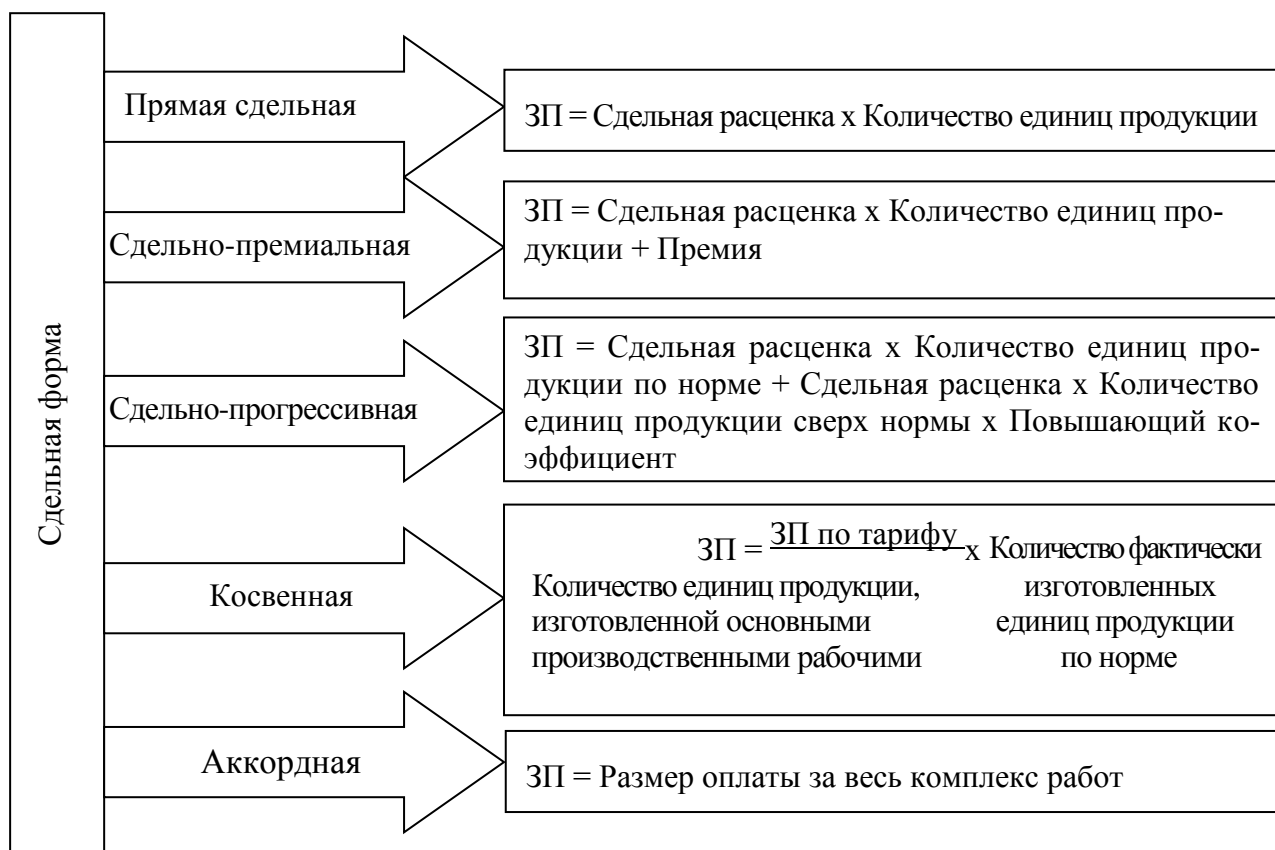 Сдельная форма
Прямая сдельная
ЗП = Сдельная расценка х Количество единиц продукции
Сдельно-премиальная
ЗП = Сдельная расценка х Количество единиц про-
дукции + Премия
Сдельно-прогрессивная
ЗП = Сдельная расценка х Количество единиц про-
дукции по норме + Сдельная расценка х Количество
единиц продукции сверх нормы х Повышающий ко-
эффициент
Косвенная
ЗП = ЗП по тарифу х Количество фактически
Количество единиц продукции, изготовленных
изготовленной основными единиц продукции
производственными рабочими по норме
Аккордная
ЗП = Размер оплаты за весь комплекс работ